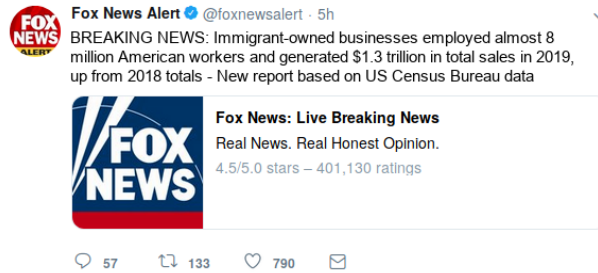 FOX
NEWS
ALERT
Fox News Alert @foxnewsalert · 5h
BREAKING NEWS: Immigrant-owned businesses employed almost 8
million American workers and generated $1.3 trillion in total sales in 2019,
up from 2018 totals - New report based on US Census Bureau data
FOX
NEWS
Fox News: Live Breaking News
Real News. Real Honest Opinion.
4.5/5.0 stars – 401,130 ratings
57 133 790